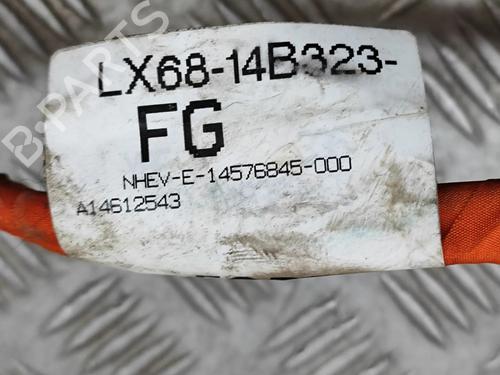 LX68-14B323-
FG
NHEV-E-14576845-000
A14612543
B-PARTS